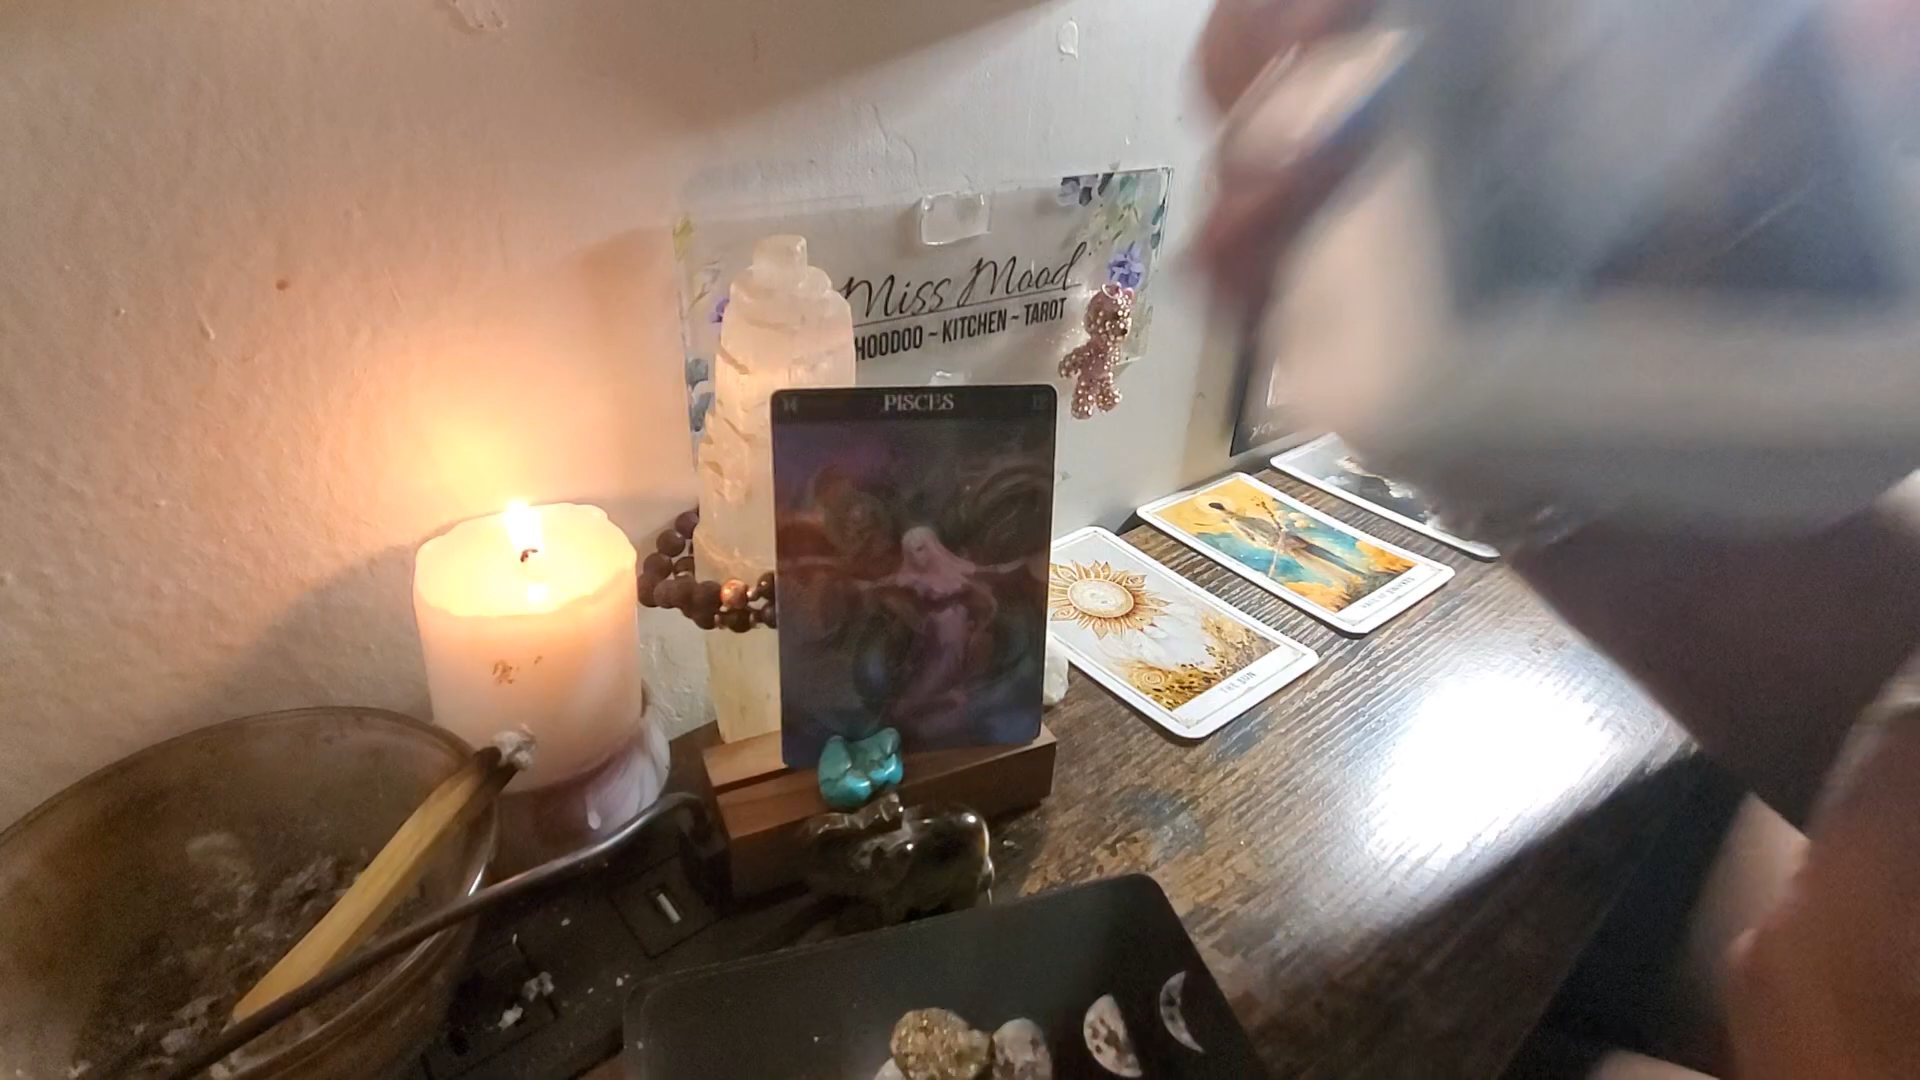 Miss Mood
HOODOO ~ KITCHEN ~ TAROT
PISCES
THE SUN